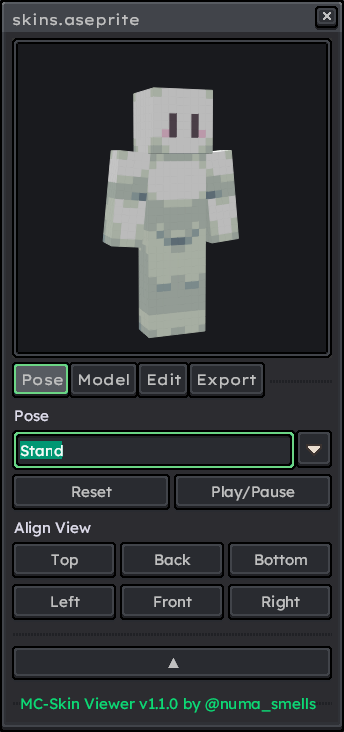 skins.aseprite
Pose Model Edit Export
Pose
Stand
Reset Play/Pause
Align View
Top Back Bottom
Left Front Right
MC-Skin Viewer v1.1.0 by @numa_smells